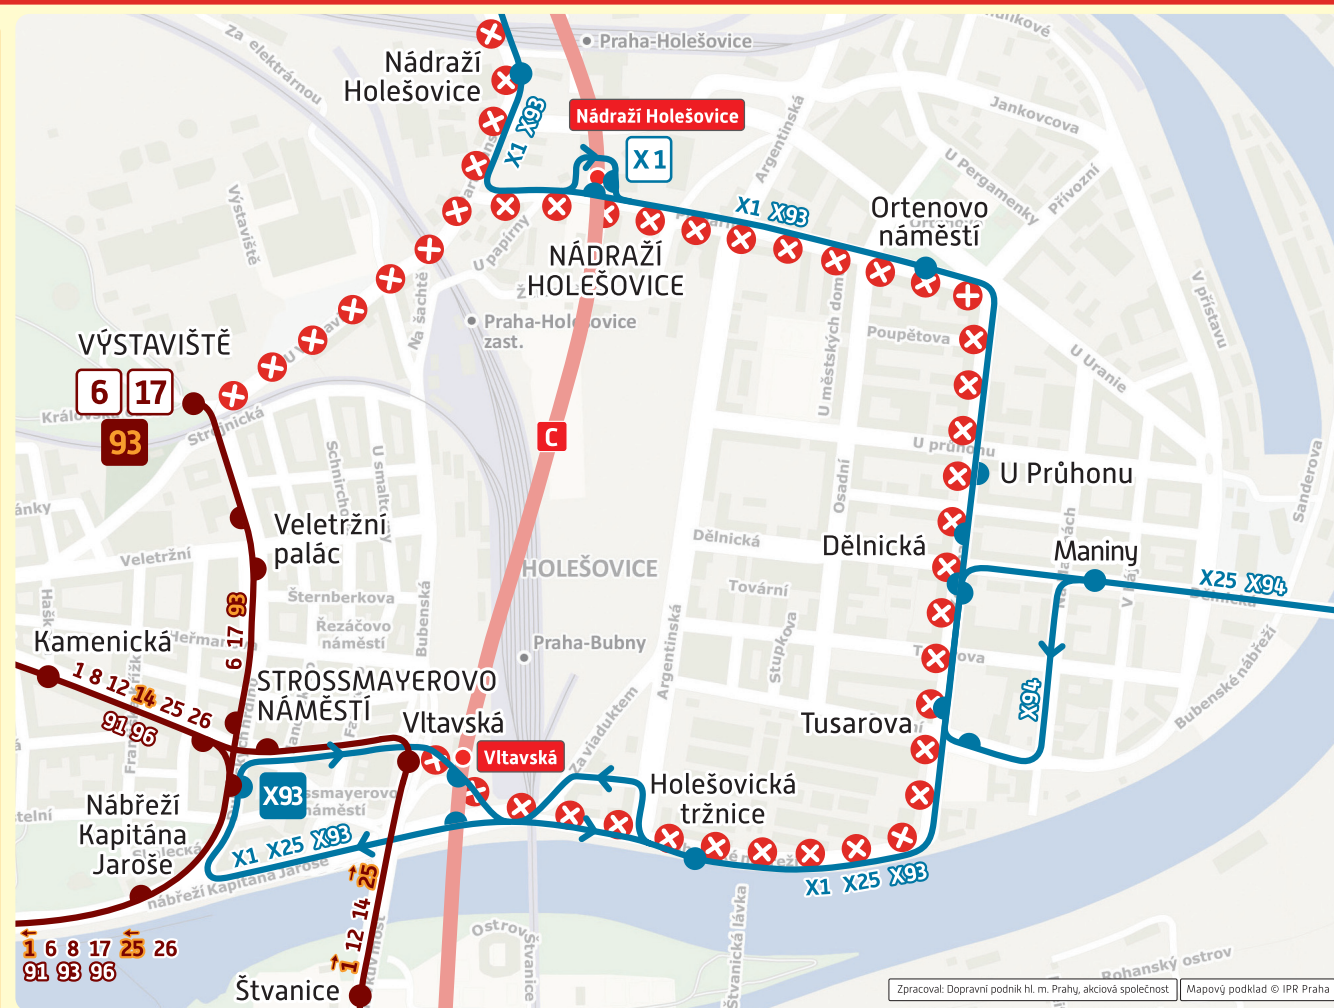 Za elektrárnou
Praha-Holešovice
Nádraží
Holešovice
Jankovcova
X1 X93
Nádraží Holešovice
X1
Argentinská
U Pergamenky
Přívozní
Výstaviště
X1 X93
Ortenovo
náměstí
U papírny
NÁDRAŽÍ
HOLEŠOVICE
Na šachtě
V přístavu
Praha-Holešovice
zast.
Poupětova
U městských domů
U Uranie
VÝSTAVIŠTĚ
6 17
93
Strojnická
C
U průhonu
U Průhonu
Schnirchova
U smaltovny
Osadní
Sanderova
Veletržní
palác
Veletržní
Dělnická
Dělnická
Maniny
HOLEŠOVICE
X25 X94
Dělnická
Tovární
Šternberkova
Bubenská
6 17 93
Řezáčovo
náměstí
Kamenická
Praha-Bubny
Argentinská
Stupkova
Bubenské nábřeží
1 8 12 14 25 26
91 96
STROSSMAYEROVO
NÁMĚSTÍ
Vltavská
Vltavská
Za viaduktem
X94
Tusarova
Holešovická
tržnice
X93
Nábřeží
Kapitána
Jaroše
X1 X25 X93
nábřeží Kapitána Jaroše
X1 X25 X93
1 12 14 25
Ostrov
Štvanice
Štvanická lávka
1 6 8 17 25 26
91 93 96
Štvanice
Rohanský ostrov
Zpracoval: Dopravní podnik hl. m. Prahy, akciová společnost
Mapový podklad © IPR Praha